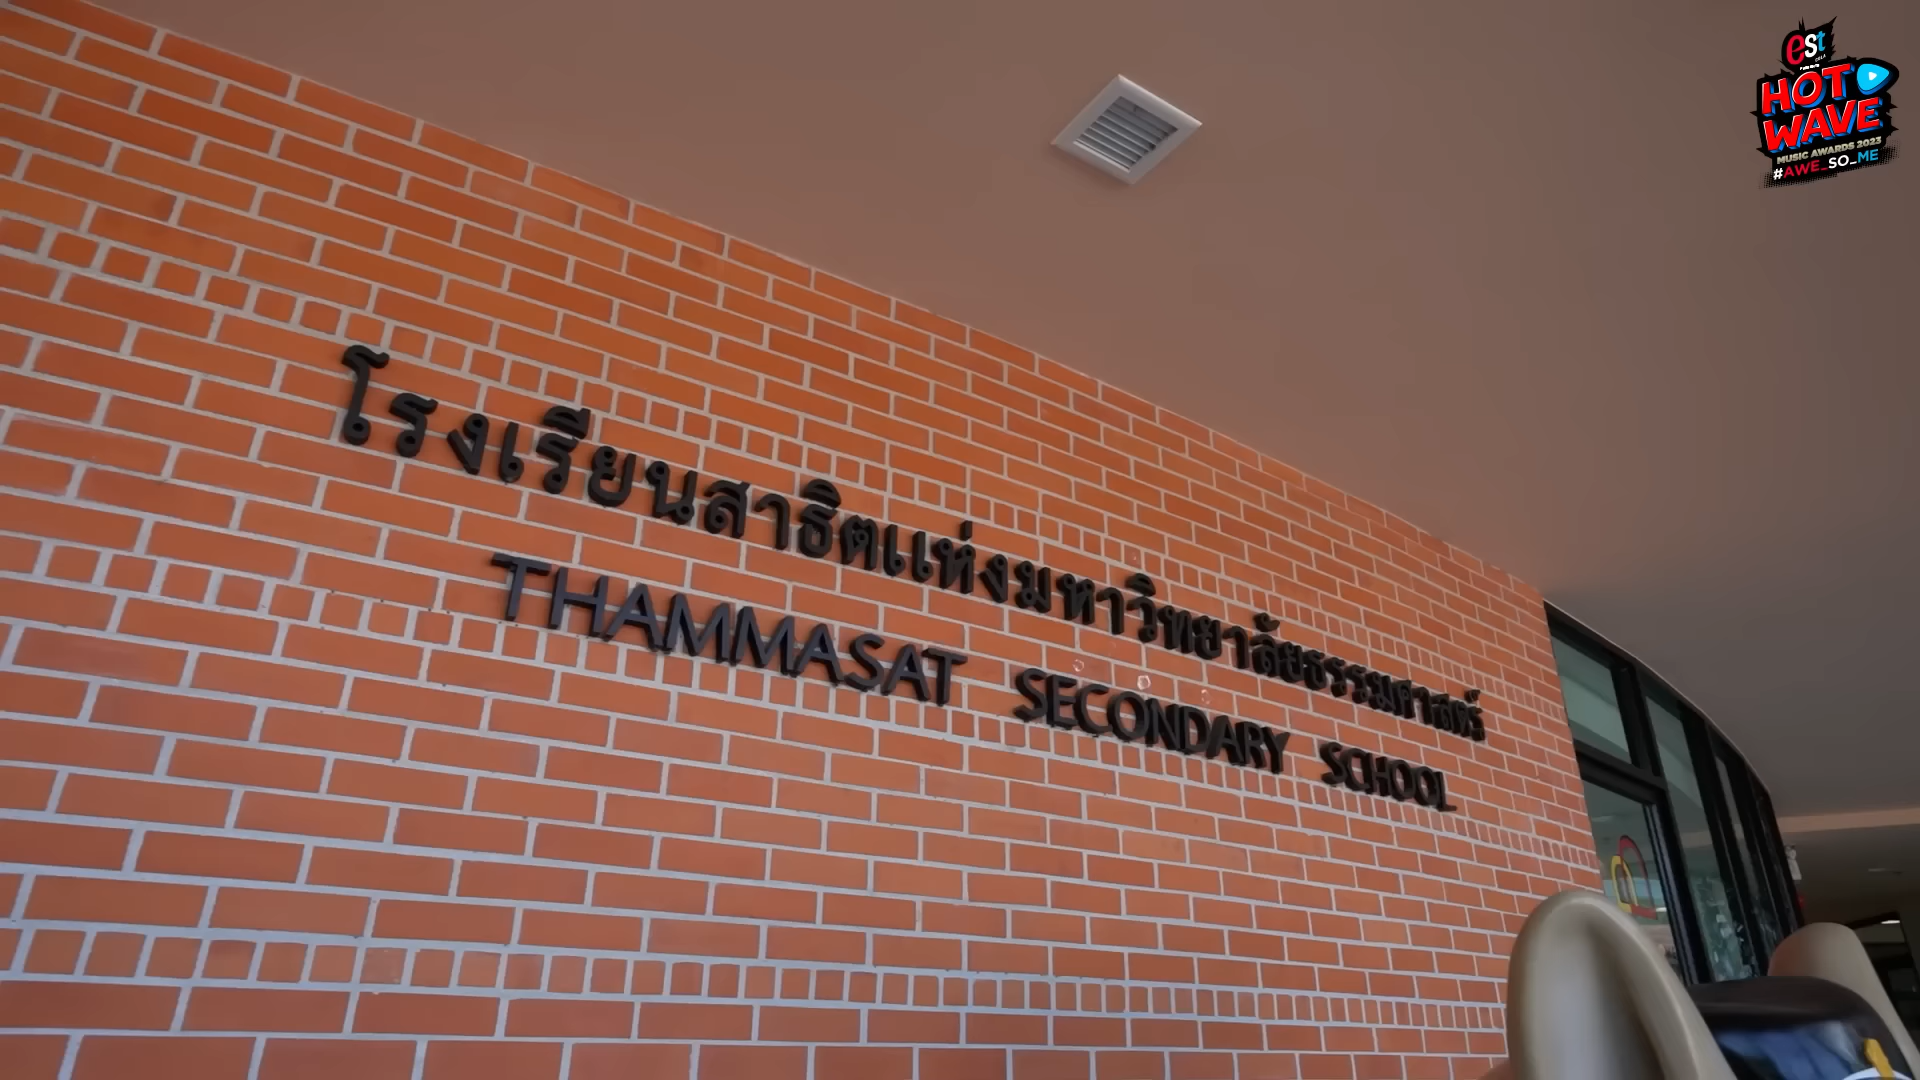 โรงเรียนสาธิตแห่งมหาวิทยาลัยธรรมศาสตร์
THAMMASAT SECONDARY SCHOOL
est
COLA
HOT
WAVE
MUSIC AWARDS 2023
#AWE_SO_ME